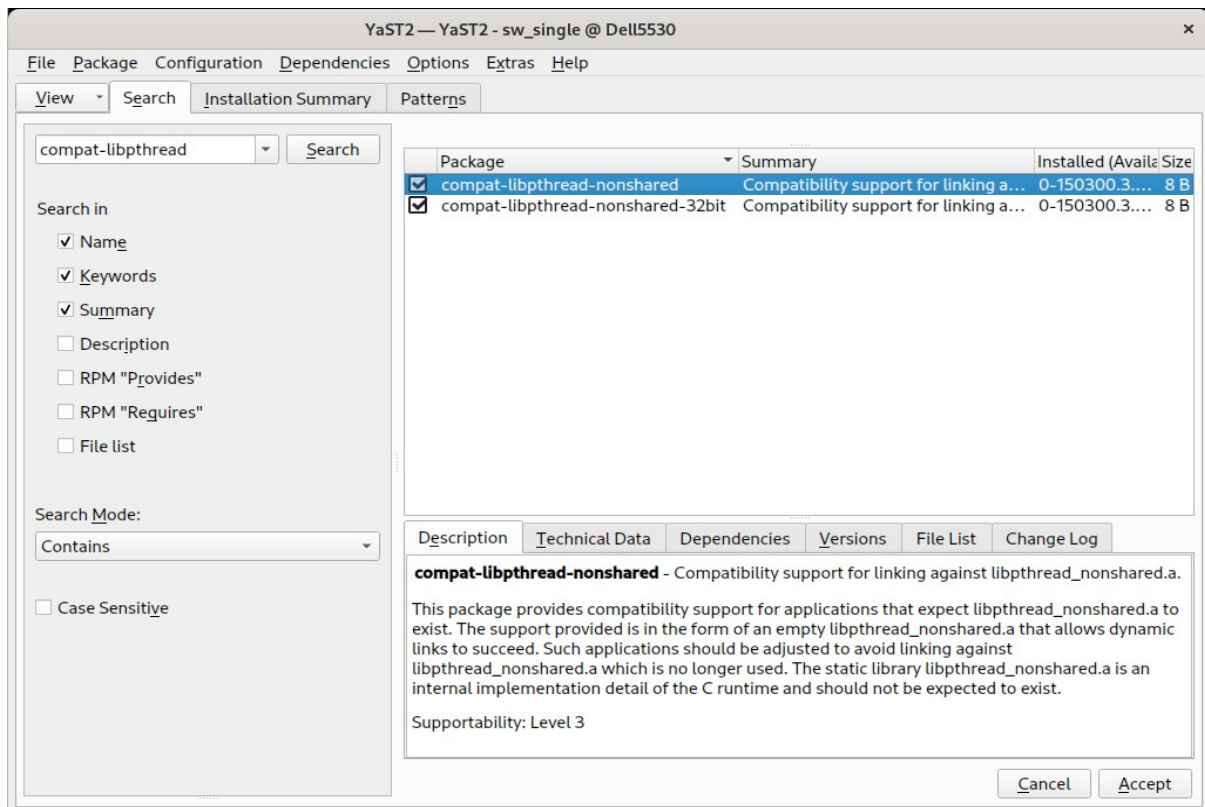 YaST2 — YaST2 - sw_single @ Dell5530
File Package Configuration Dependencies Options Extras Help
View Search Installation Summary Patterns
compat-libpthread Search
Search in
Name
Keywords
Summary
Description
RPM "Provides"
RPM "Requires"
File list
Search Mode:
Contains
Case Sensitive
Package Summary Installed (Availa Size
compat-libpthread-nonshared Compatibility support for linking a... 0-150300.3.... 8 B
compat-libpthread-nonshared-32bit Compatibility support for linking a... 0-150300.3.... 8 B
Description Technical Data Dependencies Versions File List Change Log
compat-libpthread-nonshared - Compatibility support for linking against libpthread_nonshared.a.
This package provides compatibility support for applications that expect libpthread_nonshared.a to
exist. The support provided is in the form of an empty libpthread_nonshared.a that allows dynamic
links to succeed. Such applications should be adjusted to avoid linking against
libpthread_nonshared.a which is no longer used. The static library libpthread_nonshared.a is an
internal implementation detail of the C runtime and should not be expected to exist.
Supportability: Level 3
Cancel Accept